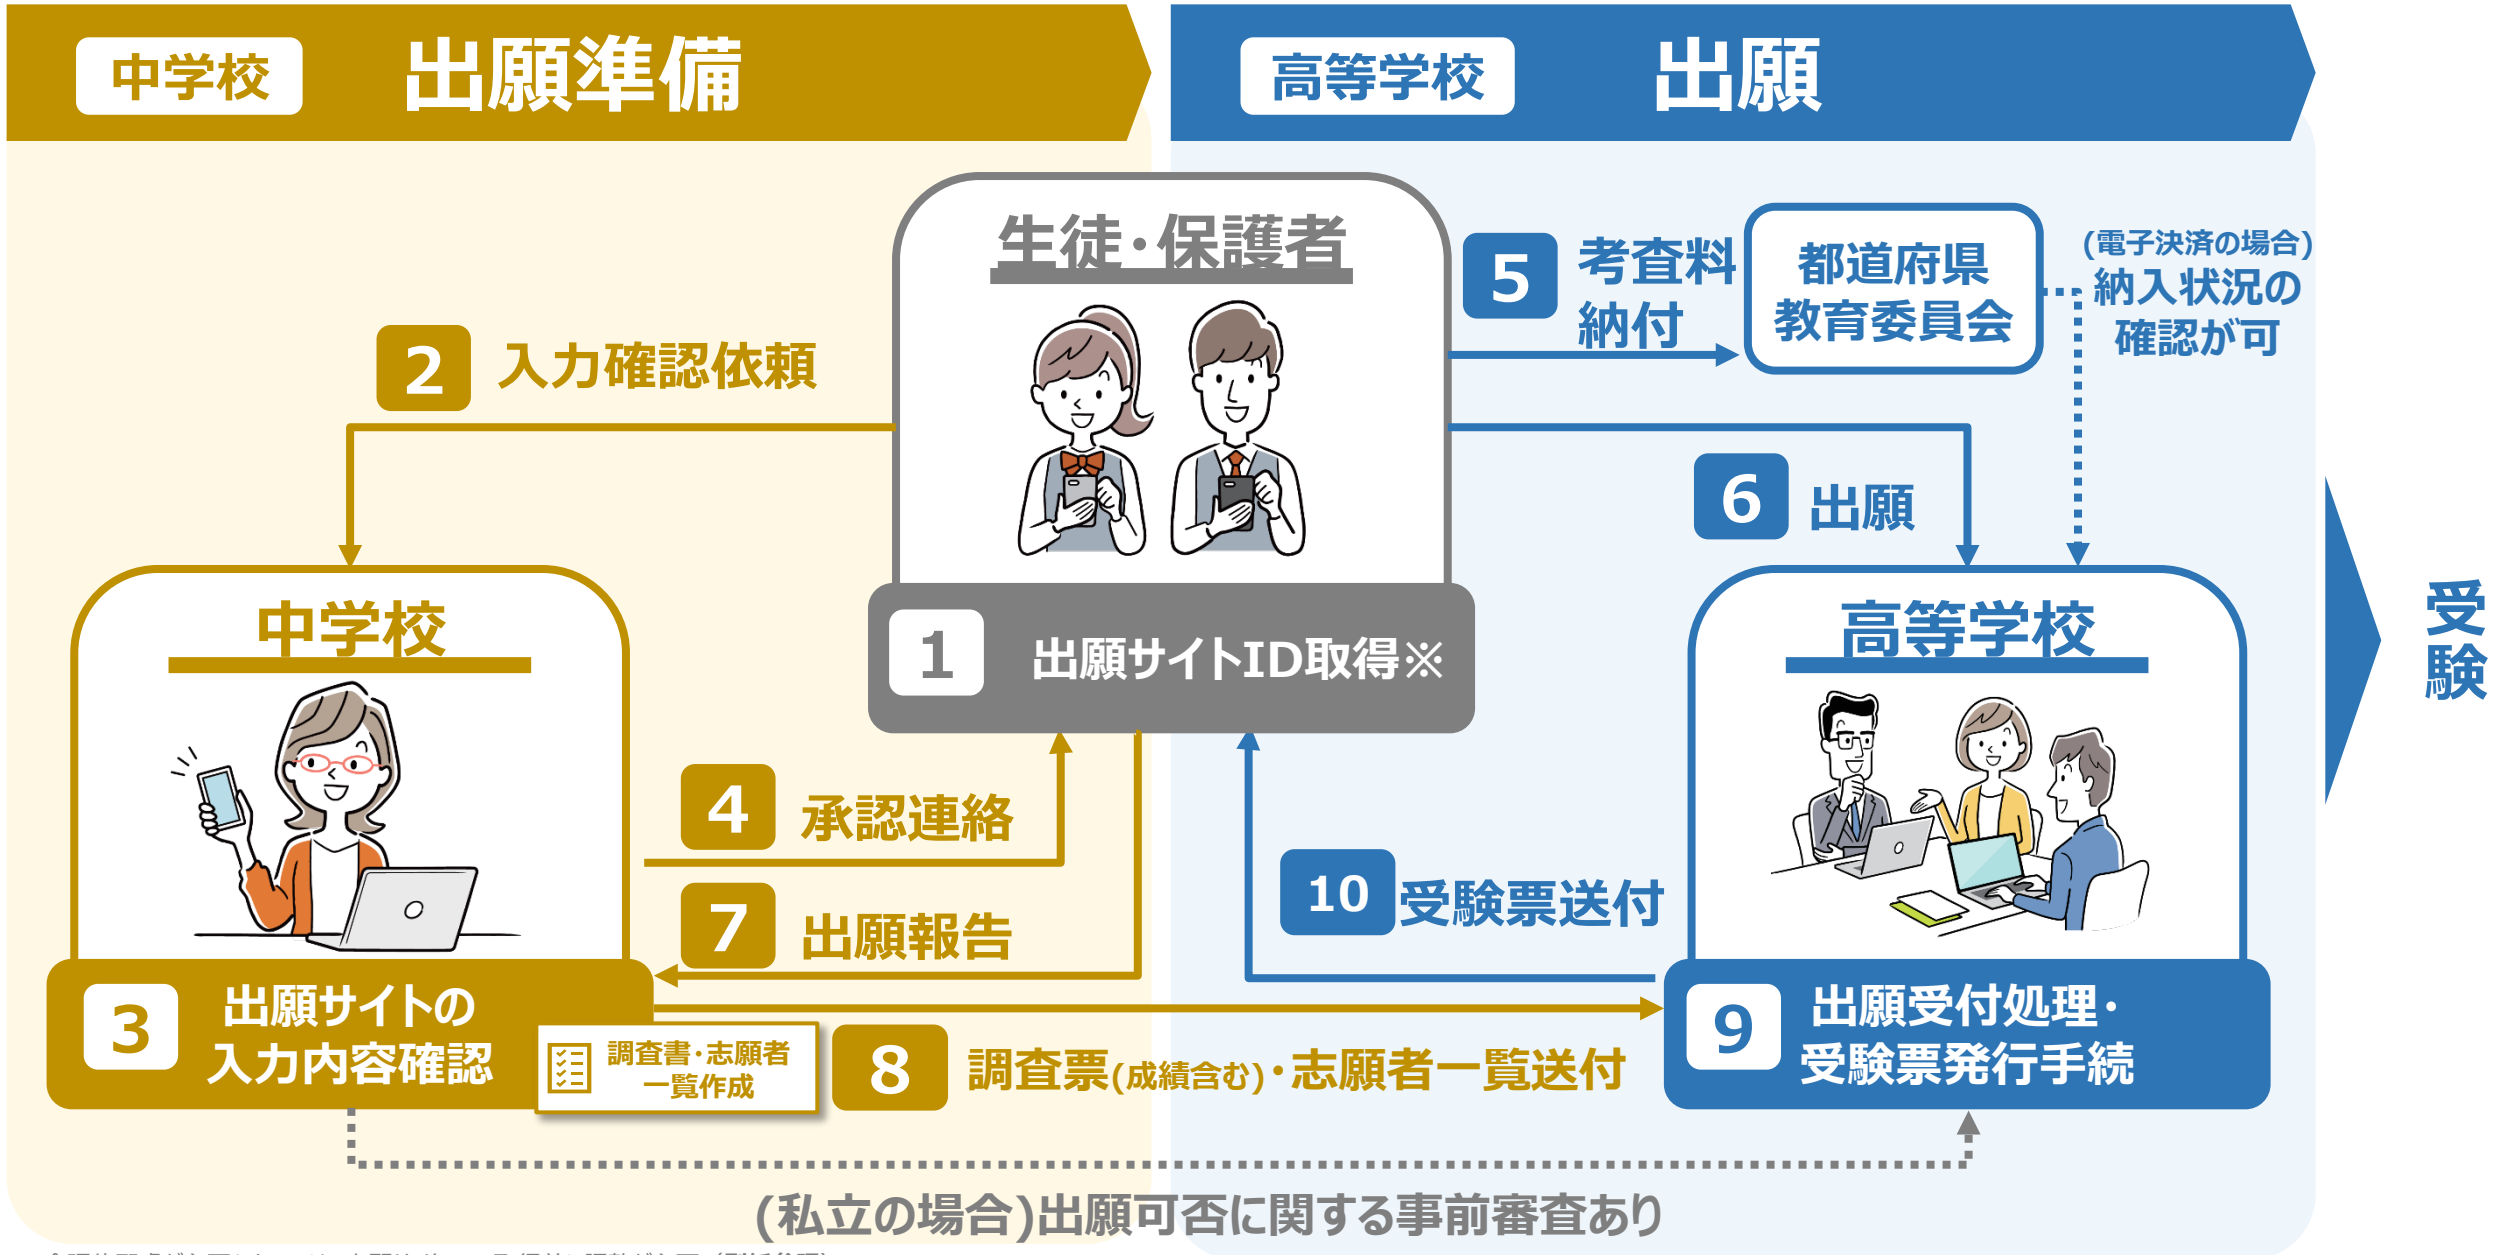 中学校
出願準備
高等学校
出願
生徒・保護者
2
入力確認依頼
5
考査料
納付
都道府県
教育委員会
(電子決済の場合)
納入状況の
確認が可
6
出願
1
出願サイトID取得※
中学校
高等学校
受
験
4
承認連絡
7
出願報告
10
受験票送付
3
出願サイトの
入力内容確認
調査書・志願者
一覧作成
8
調査票(成績含む)・志願者一覧送付
9
出願受付処理・
受験票発行手続
(私立の場合)出願可否に関する事前審査あり